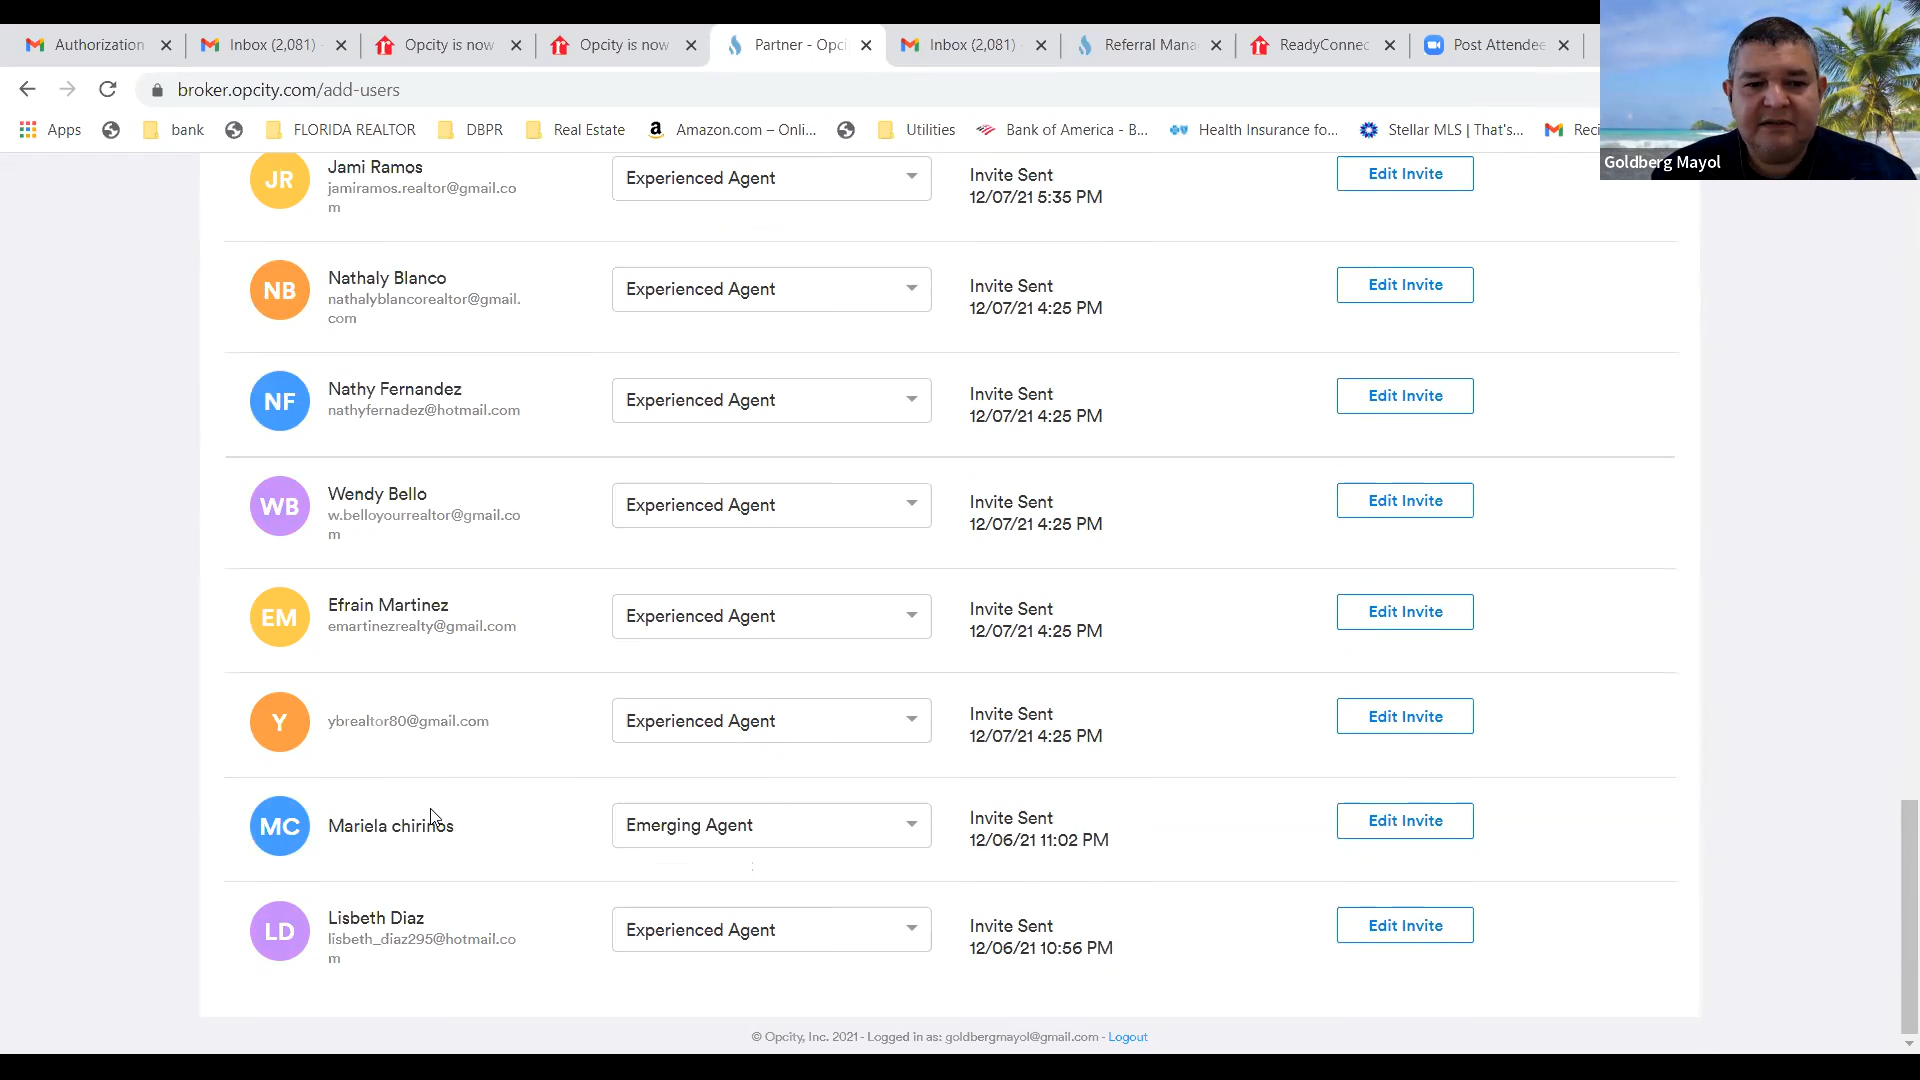 Authorization
Inbox (2,081)
Opcity is now
Opcity is now
Partner - Opci
Inbox (2,081)
Referral Mana
ReadyConnec
Post Attendee
broker.opcity.com/add-users
Apps
bank
FLORIDA REALTOR
DBPR
Real Estate
Amazon.com – Onli...
Utilities
Bank of America - B...
Health Insurance fo...
Stellar MLS | That's...
Reci
Goldberg Mayol
JR
Jami Ramos
jamiramos.realtor@gmail.co
m
Experienced Agent
Invite Sent
12/07/21 5:35 PM
Edit Invite
NB
Nathaly Blanco
nathalyblancorealtor@gmail.
com
Experienced Agent
Invite Sent
12/07/21 4:25 PM
Edit Invite
NF
Nathy Fernandez
nathyfernadez@hotmail.com
Experienced Agent
Invite Sent
12/07/21 4:25 PM
Edit Invite
WB
Wendy Bello
w.belloyourrealtor@gmail.co
m
Experienced Agent
Invite Sent
12/07/21 4:25 PM
Edit Invite
EM
Efrain Martinez
emartinezrealty@gmail.com
Experienced Agent
Invite Sent
12/07/21 4:25 PM
Edit Invite
Y
ybrealtor80@gmail.com
Experienced Agent
Invite Sent
12/07/21 4:25 PM
Edit Invite
MC
Mariela chirinos
Emerging Agent
Invite Sent
12/06/21 11:02 PM
Edit Invite
LD
Lisbeth Diaz
lisbeth_diaz295@hotmail.co
m
Experienced Agent
Invite Sent
12/06/21 10:56 PM
Edit Invite
© Opcity, Inc. 2021 - Logged in as: goldbergmayol@gmail.com - Logout